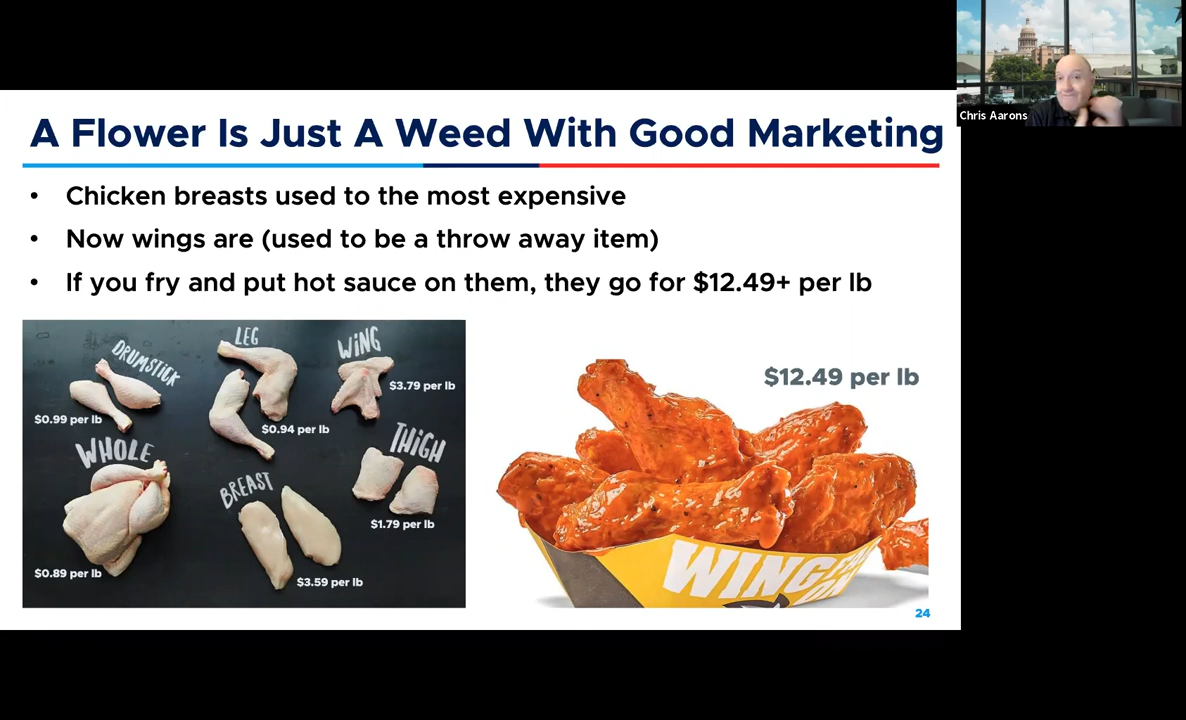 A Flower Is Just A Weed With Good Marketing
Chris Aarons
• Chicken breasts used to the most expensive
• Now wings are (used to be a throw away item)
• If you fry and put hot sauce on them, they go for $12.49+ per lb
DRUMSTICK
$0.99 per lb
LEG
$0.94 per lb
WING
$3.79 per lb
WHOLE
$0.89 per lb
BREAST
$3.59 per lb
THIGH
$1.79 per lb
$12.49 per lb
WING
24